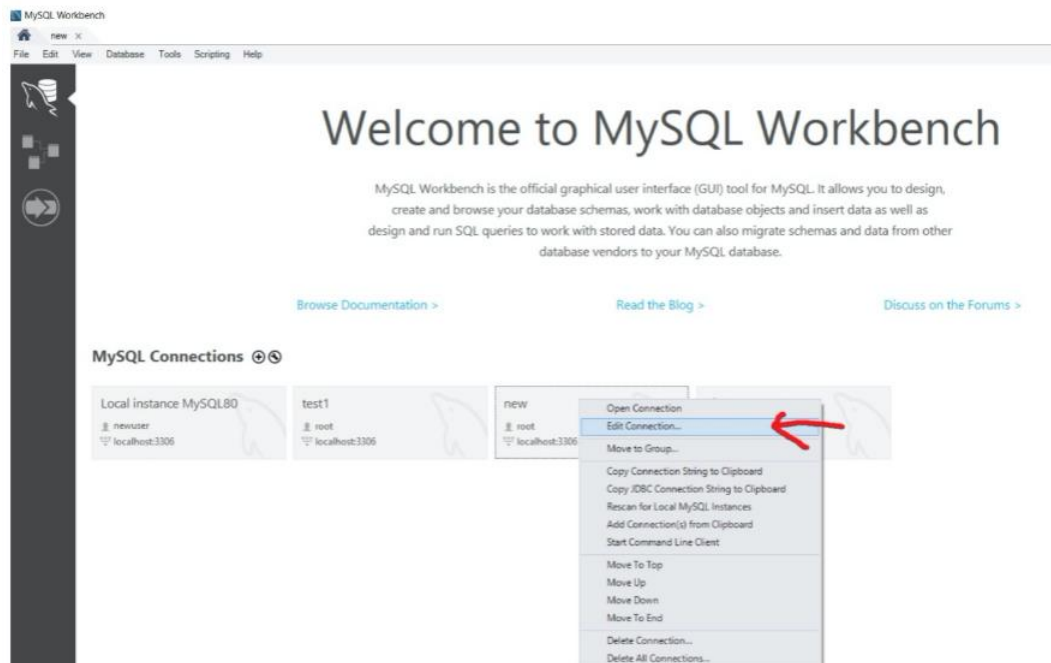 MySQL Workbench
new ×
File Edit View Database Tools Scripting Help
Welcome to MySQL Workbench
MySQL Workbench is the official graphical user interface (GUI) tool for MySQL. It allows you to design,
create and browse your database schemas, work with database objects and insert data as well as
design and run SQL queries to work with stored data. You can also migrate schemas and data from other
database vendors to your MySQL database.
Browse Documentation > Read the Blog > Discuss on the Forums >
MySQL Connections
Local instance MySQL80
newuser
localhost:3306
test1
root
localhost:3306
new
root
localhost:3306
Open Connection
Edit Connection...
Move to Group...
Copy Connection String to Clipboard
Copy JDBC Connection String to Clipboard
Rescan for Local MySQL Instances
Add Connection(s) from Clipboard
Start Command Line Client
Move To Top
Move Up
Move Down
Move To End
Delete Connection...
Delete All Connections...